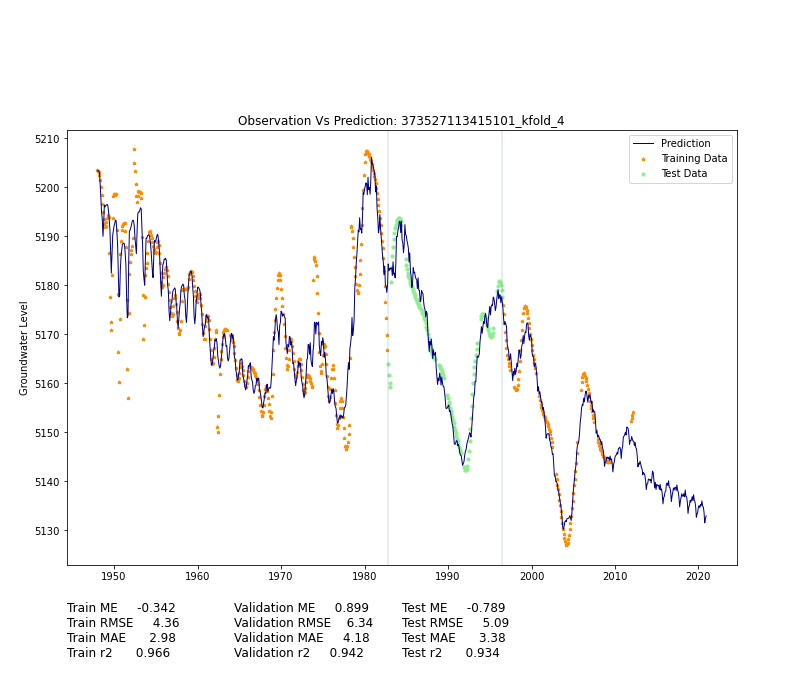 Observation Vs Prediction: 373527113415101_kfold_4
Prediction
Training Data
Test Data
5210
5200
5190
5180
5170
5160
5150
5140
5130
Groundwater Level
1950 1960 1970 1980 1990 2000 2010 2020
Train ME -0.342 Validation ME 0.899 Test ME -0.789
Train RMSE 4.36 Validation RMSE 6.34 Test RMSE 5.09
Train MAE 2.98 Validation MAE 4.18 Test MAE 3.38
Train r2 0.966 Validation r2 0.942 Test r2 0.934